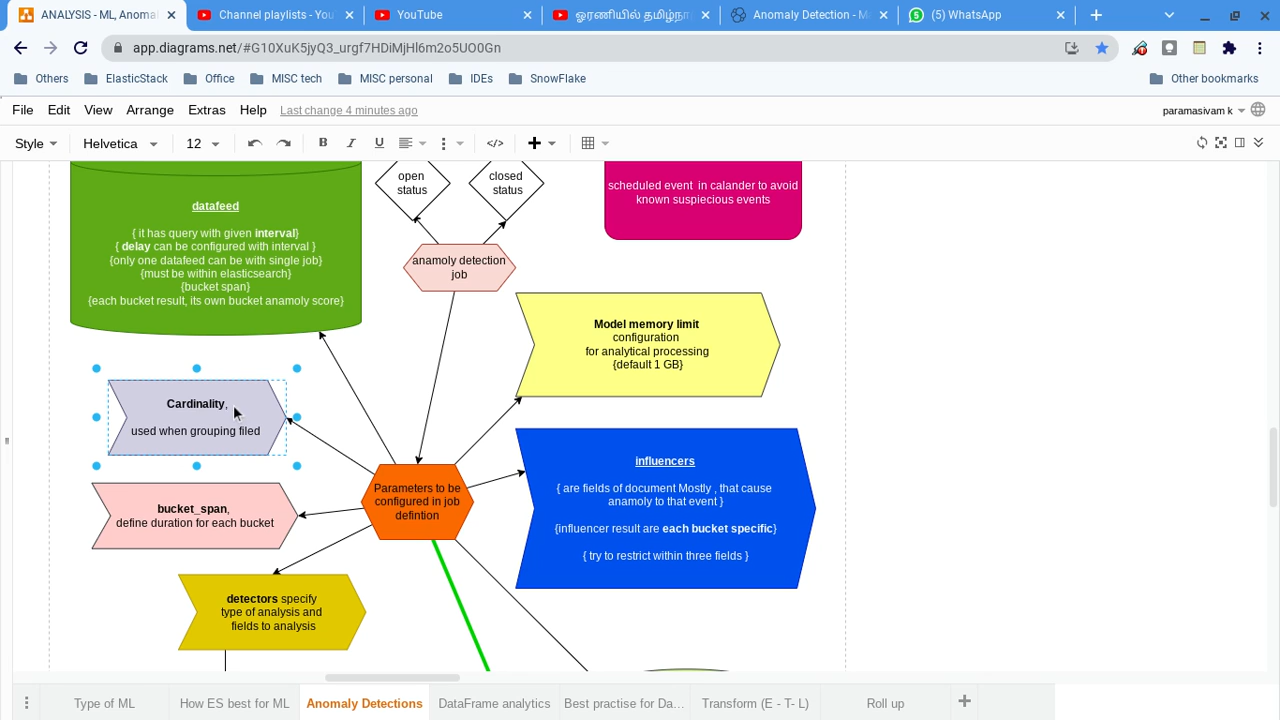 ANALYSIS - ML, Anomal
Channel playlists - You
YouTube
ஓரணியில் தமிழ்நா
Anomaly Detection - M
(5) WhatsApp
app.diagrams.net/#G10XuK5jyQ3_urgf7HDiMjHl6m2o5UO0Gn
Others
ElasticStack
Office
MISC tech
MISC personal
IDEs
SnowFlake
Other bookmarks
File Edit View Arrange Extras Help Last change 4 minutes ago
paramasivam k
Style Helvetica 12 B I U
datafeed
{ it has query with given interval}
{ delay can be configured with interval }
{only one datafeed can be with single job}
{must be within elasticsearch}
{bucket span}
{each bucket result, its own bucket anamoly score}
open
status
closed
status
scheduled event in calander to avoid
known suspiecious events
anamoly detection
job
Model memory limit
configuration
for analytical processing
{default 1 GB}
Cardinality,
used when grouping filed
bucket_span,
define duration for each bucket
Parameters to be
configured in job
defintion
influencers
{ are fields of document Mostly , that cause
anamoly to that event }
{influencer result are each bucket specific}
{ try to restrict within three fields }
detectors specify
type of analysis and
fields to analysis
Type of ML
How ES best for ML
Anomaly Detections
DataFrame analytics
Best practise for Da...
Transform (E - T- L)
Roll up